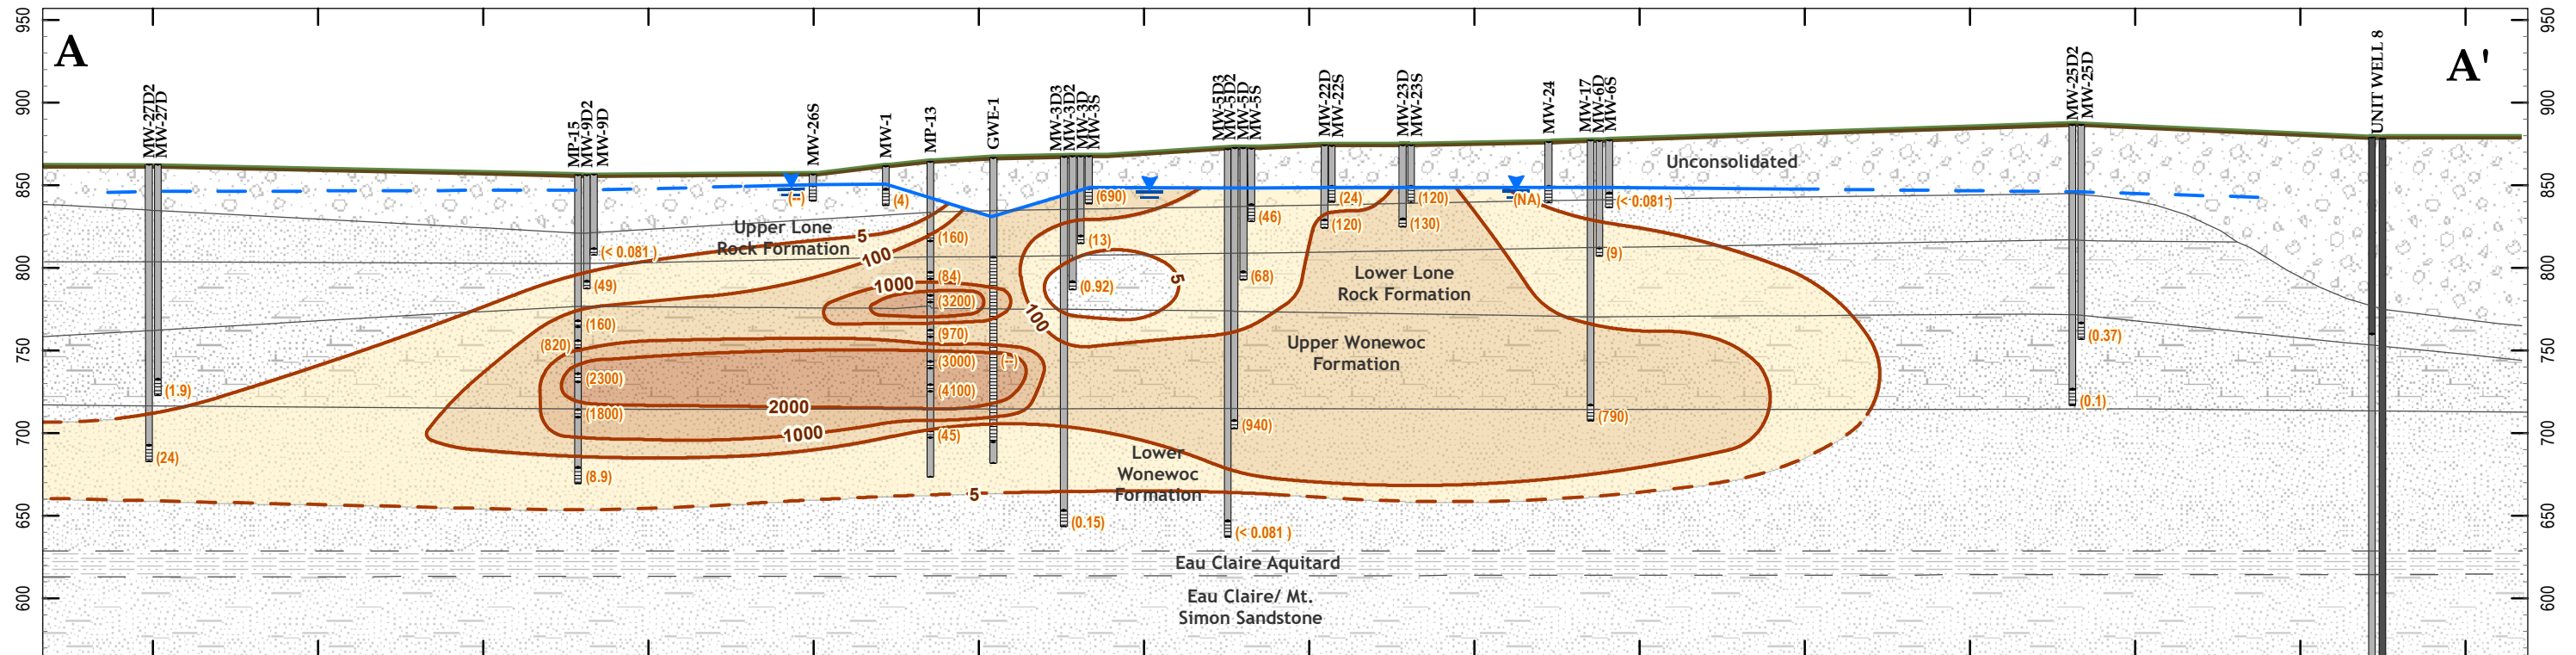 A
A'
950
900
850
800
750
700
650
600
950
900
850
800
750
700
650
600
MW-27D2
MW-27D
MP-15
MW-9D2
MW-9D
MW-26S
MW-1
MP-13
GWE-1
MW-3D3
MW-3D2
MW-3D
MW-3S
MW-5D3
MW-5D2
MW-5D
MW-5S
MW-22D
MW-22S
MW-23D
MW-23S
MW-24
MW-17
MW-6D
MW-6S
MW-25D2
MW-25D
UNIT WELL 8
Unconsolidated
Upper Lone
Rock Formation
Lower Lone
Rock Formation
Upper Wonewoc
Formation
Lower
Wonewoc
Formation
Eau Claire Aquitard
Eau Claire/ Mt.
Simon Sandstone
(1.9)
(24)
(< 0.081 )
(49)
(160)
(820)
(2300)
(1800)
(8.9)
(--)
(4)
(160)
(84)
(3200)
(970)
(3000)
(4100)
(45)
(--)
(690)
(13)
(0.92)
(0.15)
(46)
(68)
(940)
(< 0.081 )
(24)
(120)
(120)
(130)
(NA)
(< 0.081 )
(9)
(790)
(0.37)
(0.1)
5
100
1000
2000
1000
100
5
5